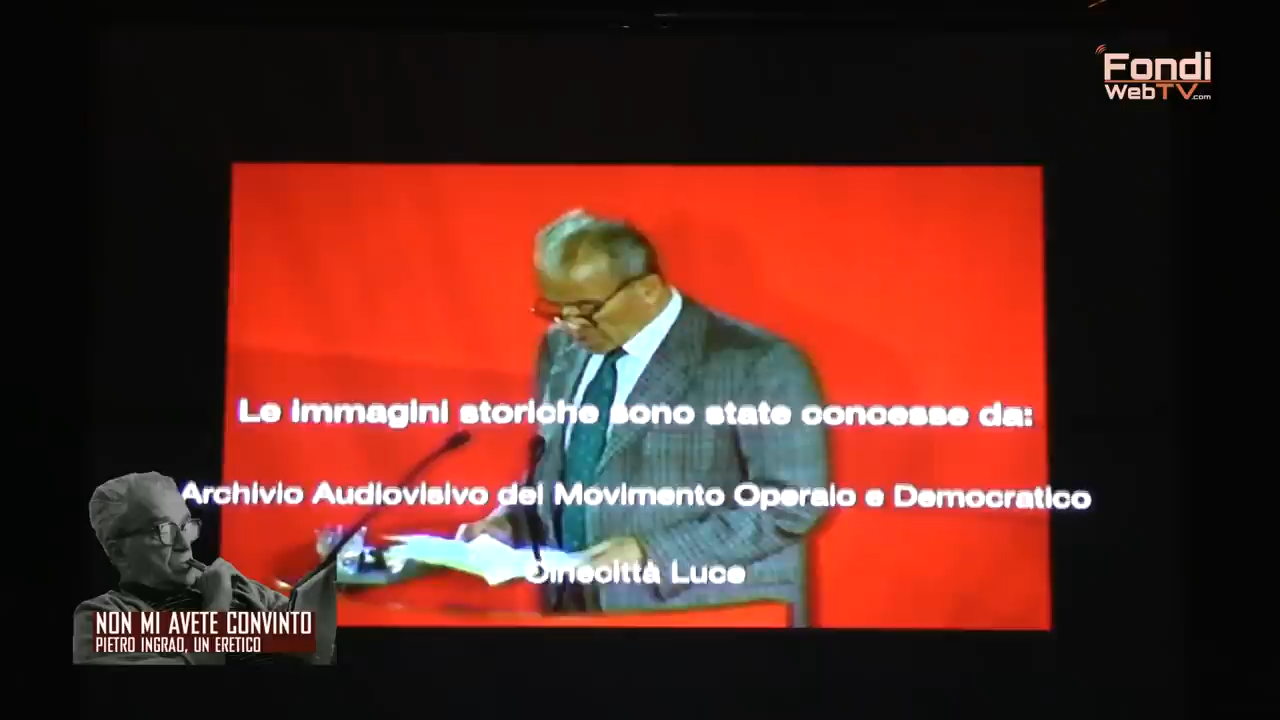 Fondi
WebTV.com
Le immagini storiche sono state concesse da:
Archivio Audiovisivo del Movimento Operaio e Democratico
Cinecittà Luce
NON MI AVETE CONVINTO
PIETRO INGRAO, UN ERETICO